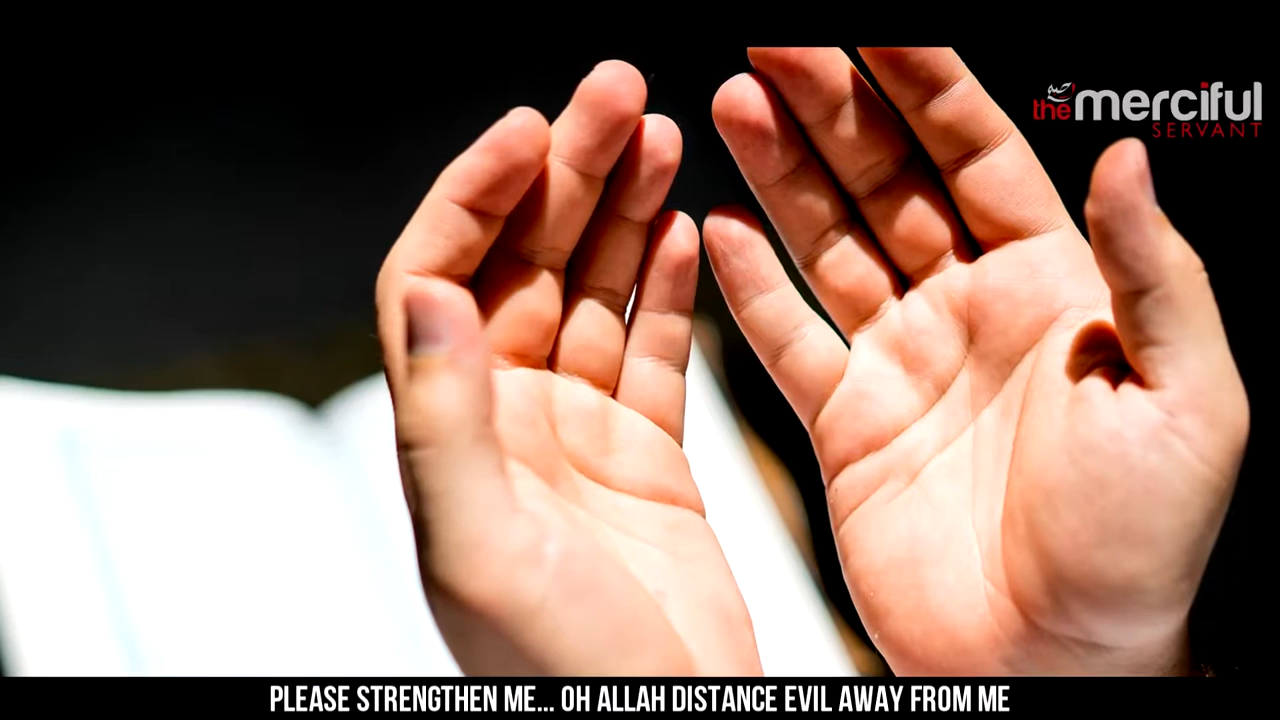 the merciful
SERVANT
PLEASE STRENGTHEN ME... OH ALLAH DISTANCE EVIL AWAY FROM ME